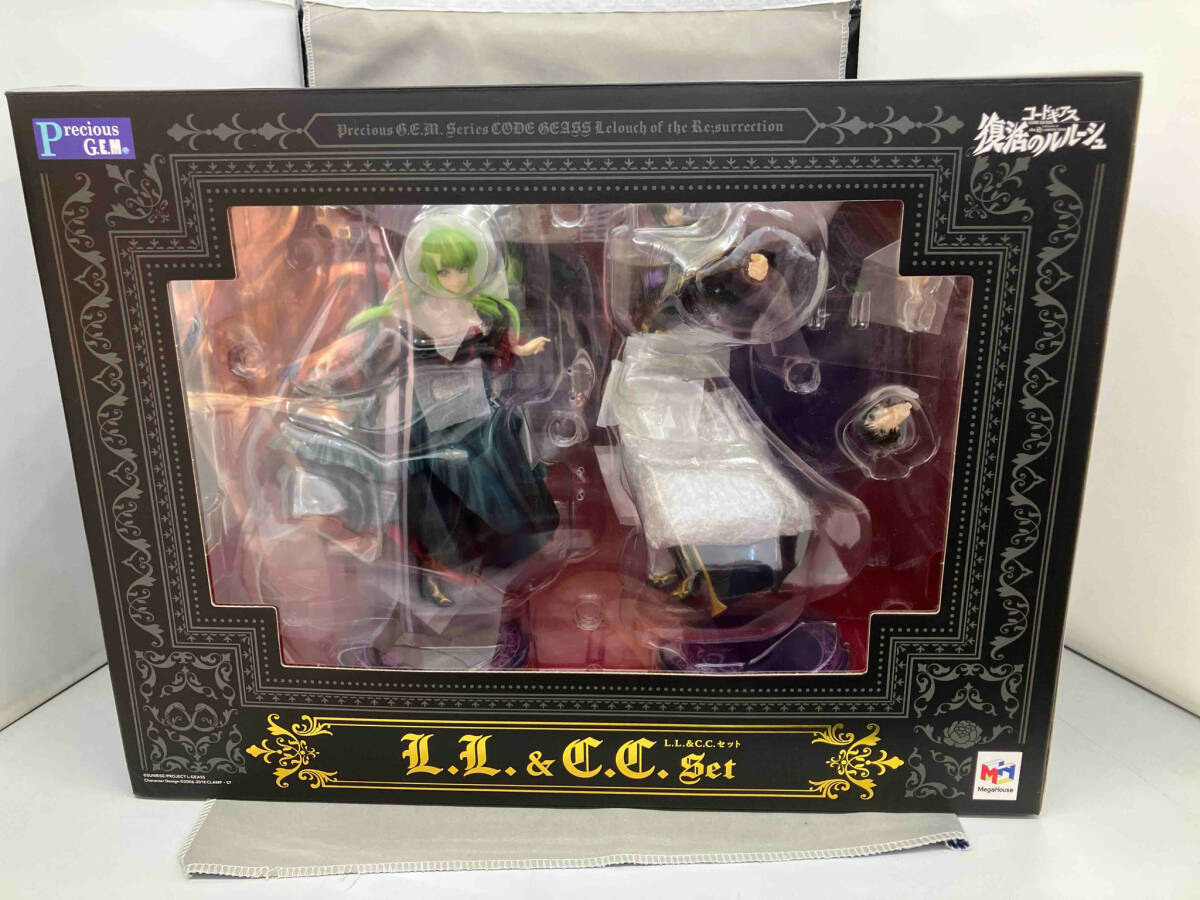 Precious
G.E.M.
Precious G.E.M. Series CODE GEASS Lelouch of the Re;surrection
コードギアス
復活のルルーシュ
L.L. & C.C. Set
L.L.&C.C.セット
©SUNRISE/PROJECT L-GEASS
Character Design ©2006-2018 CLAMP・ST
MegaHouse